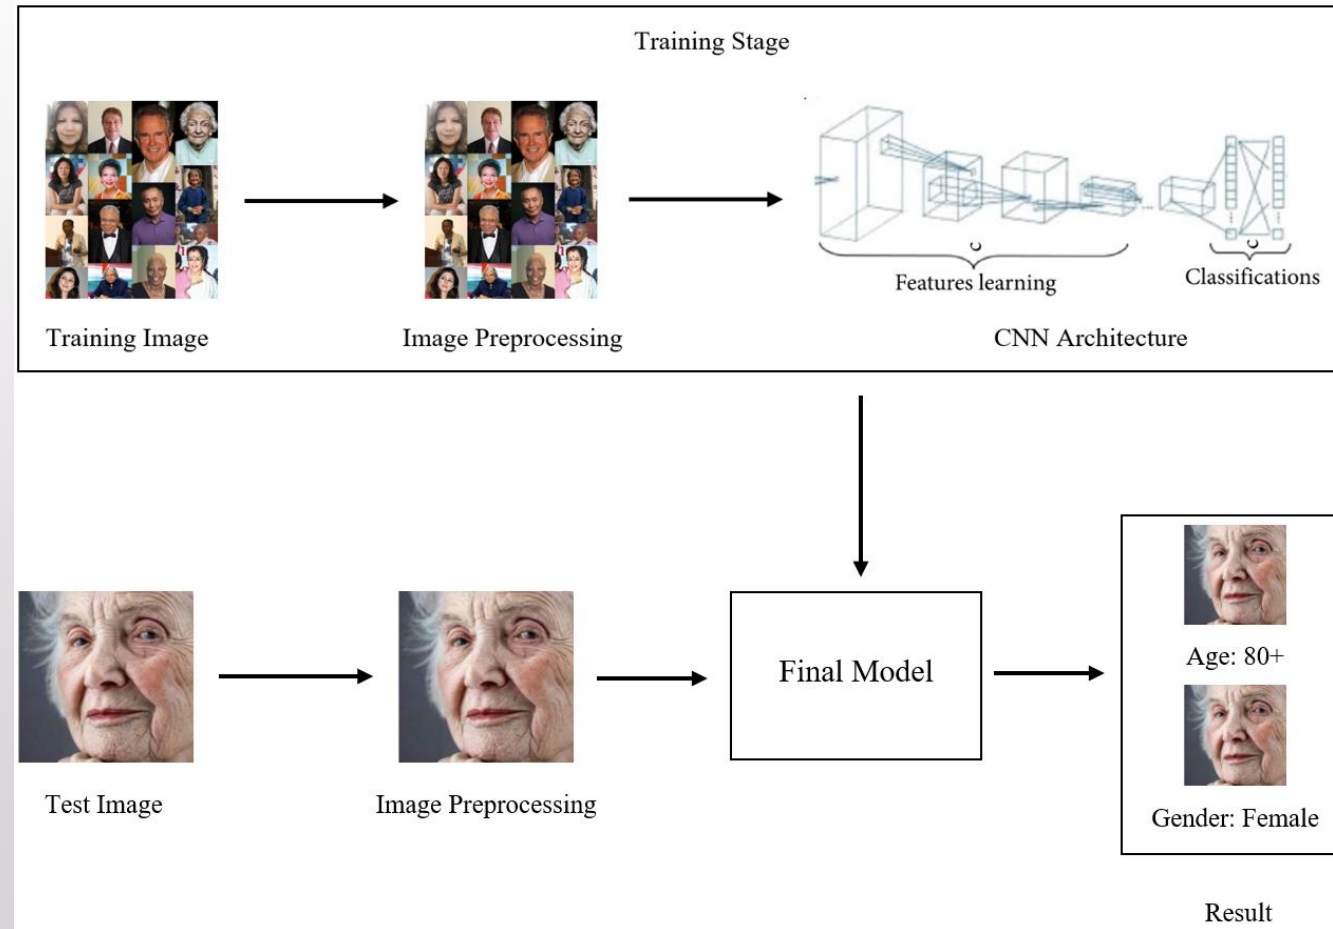 Training Stage
Features learning
Classifications
Training Image
Image Preprocessing
CNN Architecture
Final Model
Age: 80+
Test Image
Image Preprocessing
Gender: Female
Result